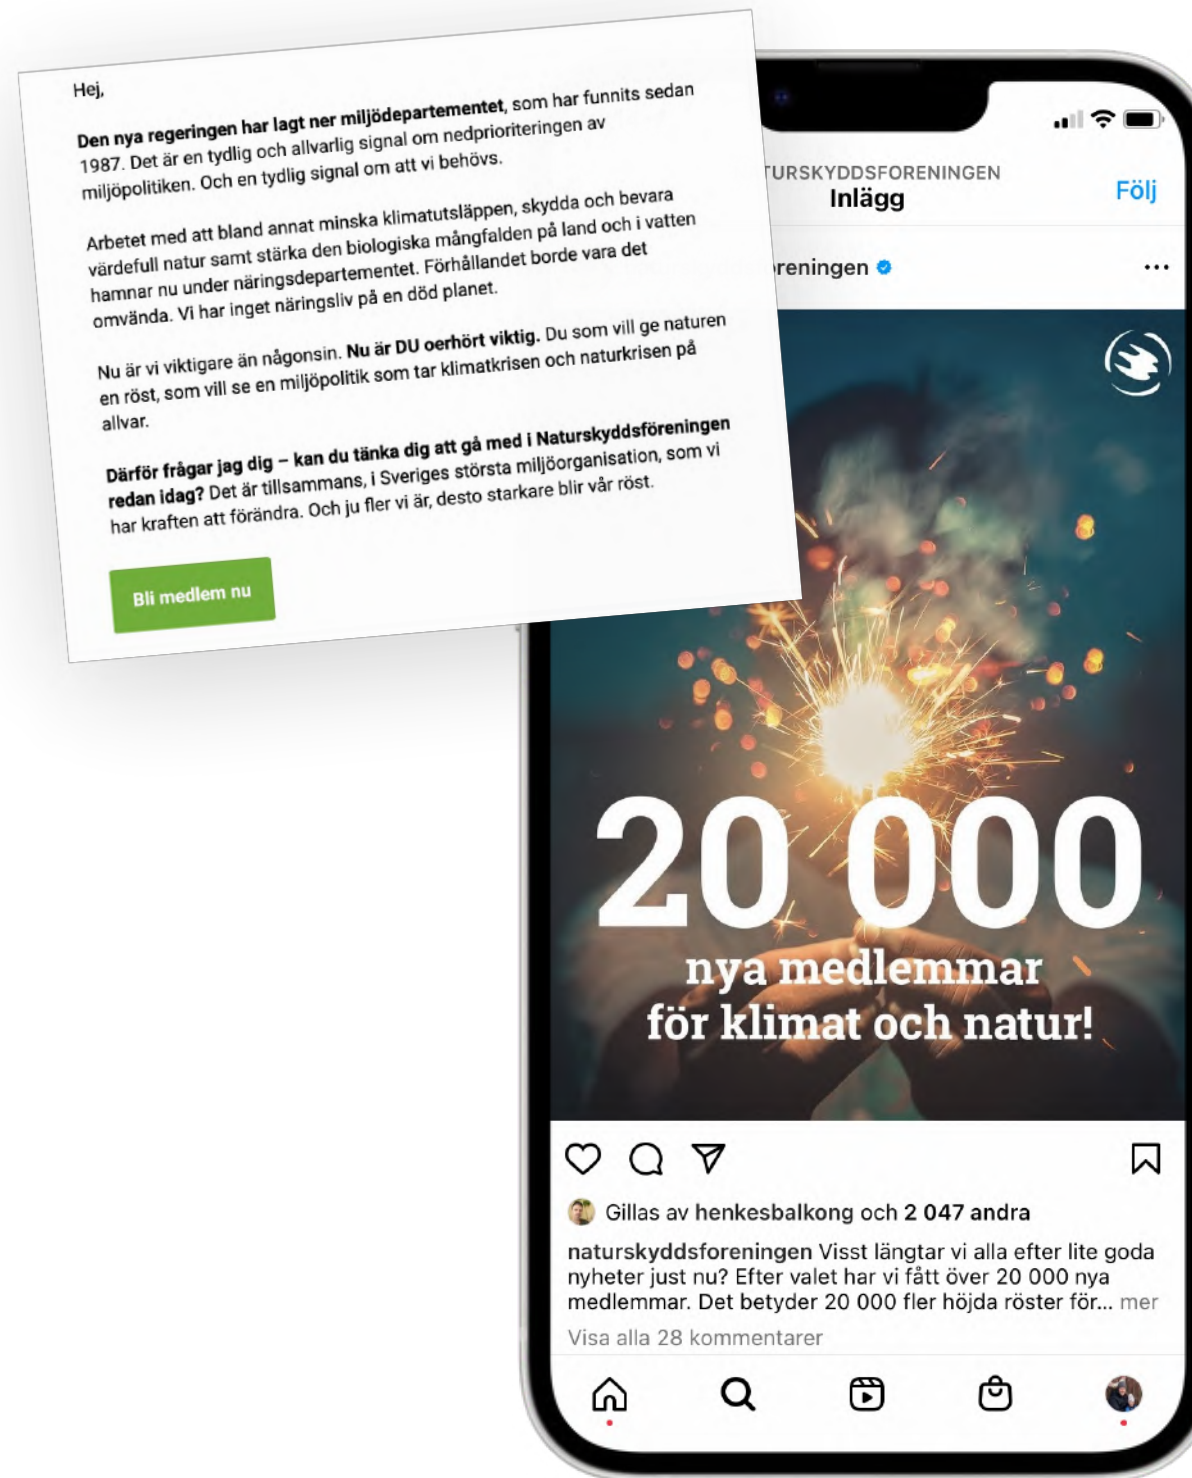 Hej,
Den nya regeringen har lagt ner miljödepartementet, som har funnits sedan
1987. Det är en tydlig och allvarlig signal om nedprioriteringen av
miljöpolitiken. Och en tydlig signal om att vi behövs.
Arbetet med att bland annat minska klimatutsläppen, skydda och bevara
värdefull natur samt stärka den biologiska mångfalden på land och i vatten
hamnar nu under näringsdepartementet. Förhållandet borde vara det
omvända. Vi har inget näringsliv på en död planet.
Nu är vi viktigare än någonsin. Nu är DU oerhört viktig. Du som vill ge naturen
en röst, som vill se en miljöpolitik som tar klimatkrisen och naturkrisen på
allvar.
Därför frågar jag dig – kan du tänka dig att gå med i Naturskyddsföreningen
redan idag? Det är tillsammans, i Sveriges största miljöorganisation, som vi
har kraften att förändra. Och ju fler vi är, desto starkare blir vår röst.
Bli medlem nu
TURSKYDDSFORENINGEN
Inlägg
Följ
reningen
20 000
nya medlemmar
för klimat och natur!
Gillas av henkesbalkong och 2 047 andra
naturskyddsforeningen Visst längtar vi alla efter lite goda
nyheter just nu? Efter valet har vi fått över 20 000 nya
medlemmar. Det betyder 20 000 fler höjda röster för... mer
Visa alla 28 kommentarer